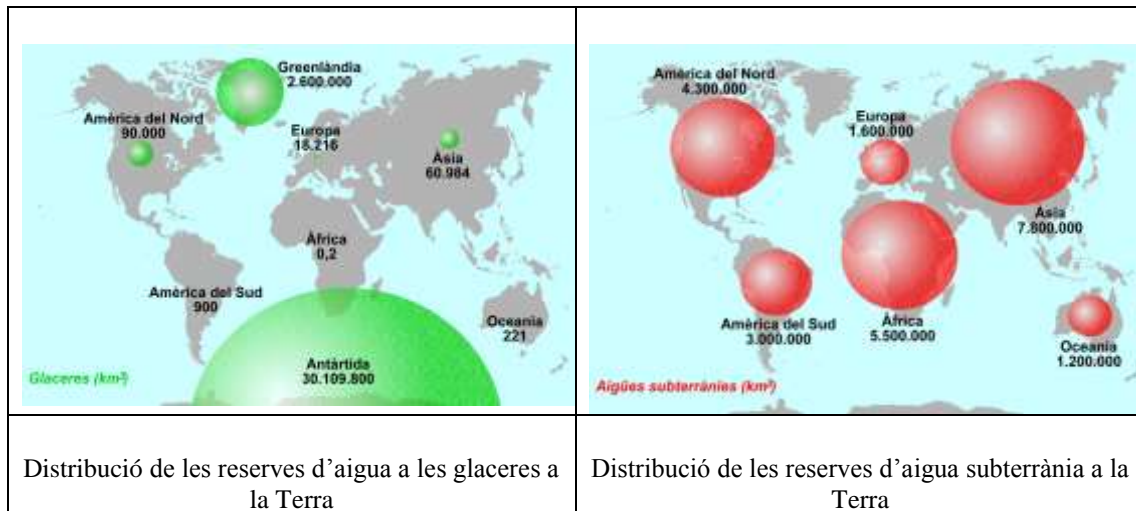 Greenlàndia
2.600.000
Amèrica del Nord
90.000
Europa
18.216
Àsia
60.984
Àfrica
0,2
Amèrica del Sud
900
Oceania
221
Antàrtida
30.109.800
Glaceres (km³)
Amèrica del Nord
4.300.000
Europa
1.600.000
Àsia
7.800.000
Amèrica del Sud
3.000.000
Àfrica
5.500.000
Oceania
1.200.000
Aigües subterrànies (km³)
Distribució de les reserves d’aigua a les glaceres a
la Terra
Distribució de les reserves d’aigua subterrània a la
Terra